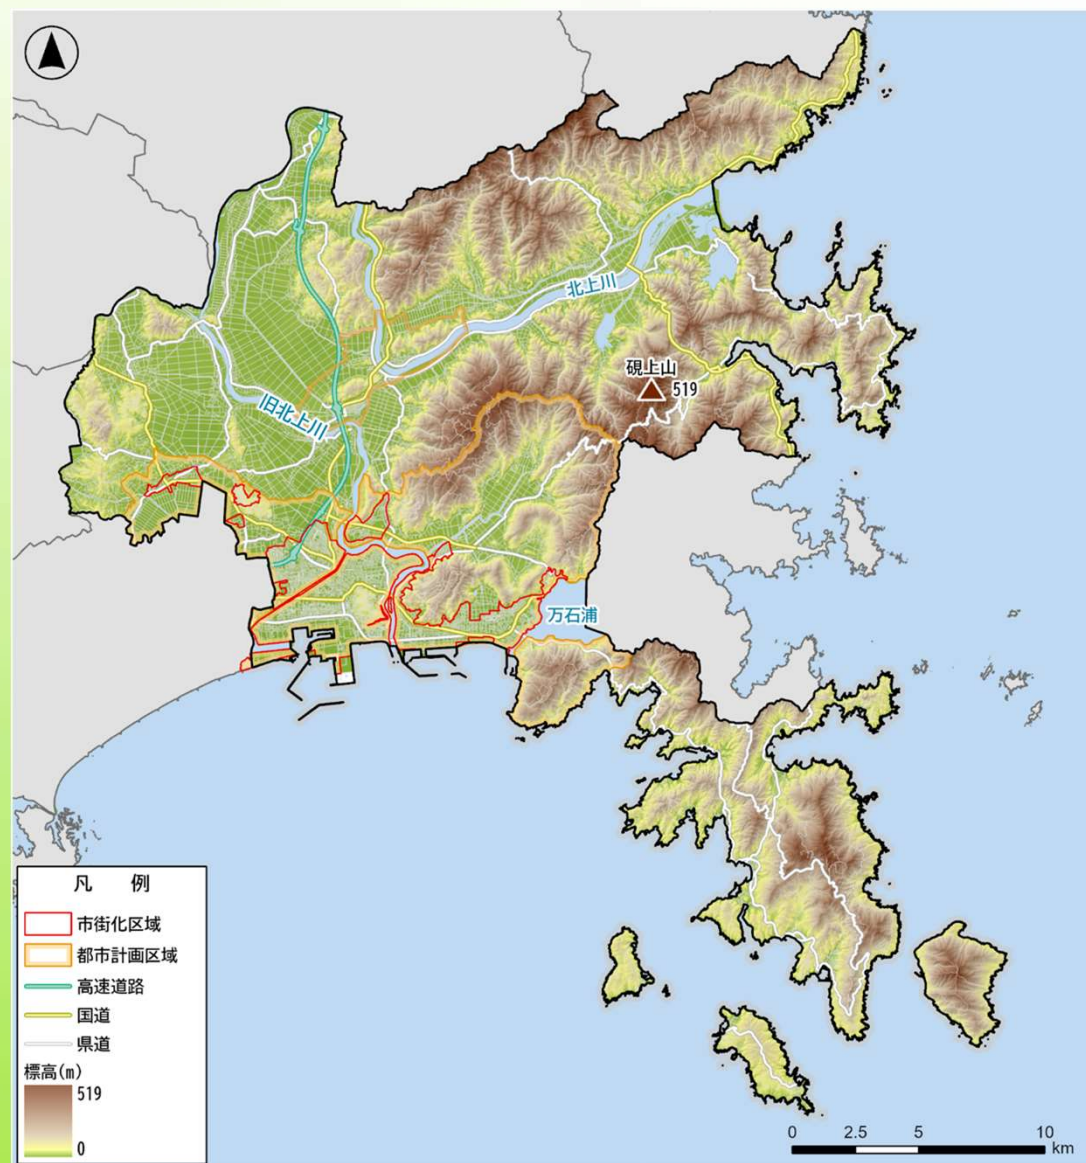 北上川
硯上山
519
旧北上川
万石浦
凡 例
市街化区域
都市計画区域
高速道路
国道
県道
標高(m)
519
0
0 2.5 5 10
km